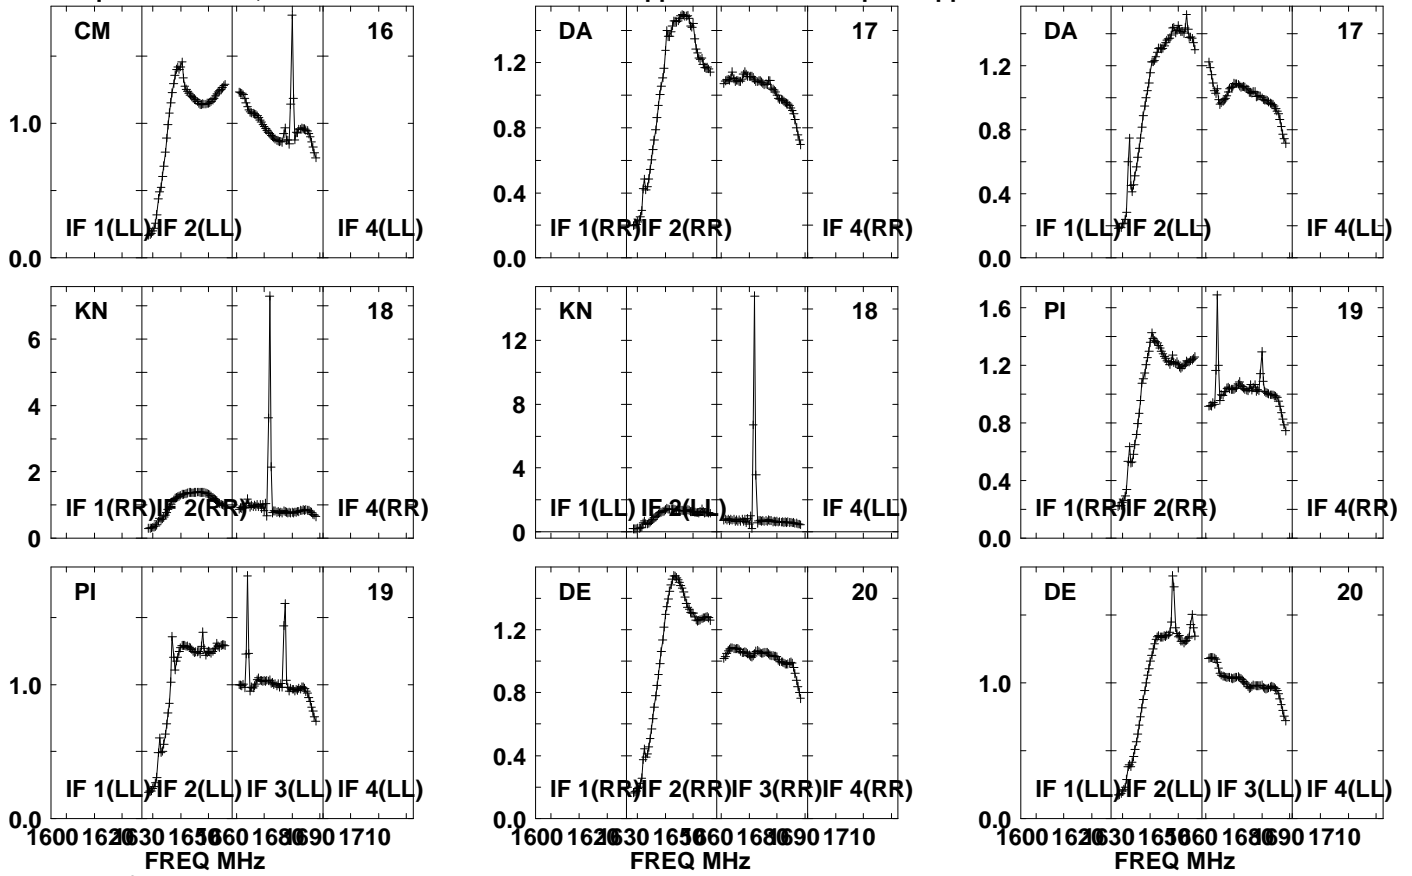 CM 16 DA 17 DA 17
1.0 1.2 1.2
0.8 0.8
0.4 0.4
IF 1(LL) IF 2(LL) IF 4(LL) IF 1(RR) IF 2(RR) IF 4(RR) IF 1(LL) IF 2(LL) IF 4(LL)
0.0 0.0 0.0
KN 18 KN 18 PI 19
6 12 1.6
4 8 1.2
2 4 0.8
0.4
IF 1(RR) IF 2(RR) IF 4(RR) IF 1(LL) IF 2(LL) IF 4(LL) IF 1(RR) IF 2(RR) IF 4(RR)
0 0 0.0
PI 19 DE 20 DE 20
1.0 1.2 1.0
0.8
0.4
IF 1(LL) IF 2(LL) IF 3(LL) IF 4(LL) IF 1(RR) IF 2(RR) IF 3(RR) IF 4(RR) IF 1(LL) IF 2(LL) IF 3(LL) IF 4(LL)
0.0 0.0 0.0
1600 1620 1630 1650 1660 1680 1690 1710 1600 1620 1630 1650 1660 1680 1690 1710 1600 1620 1630 1650 1660 1680 1690 1710
FREQ MHz FREQ MHz FREQ MHz